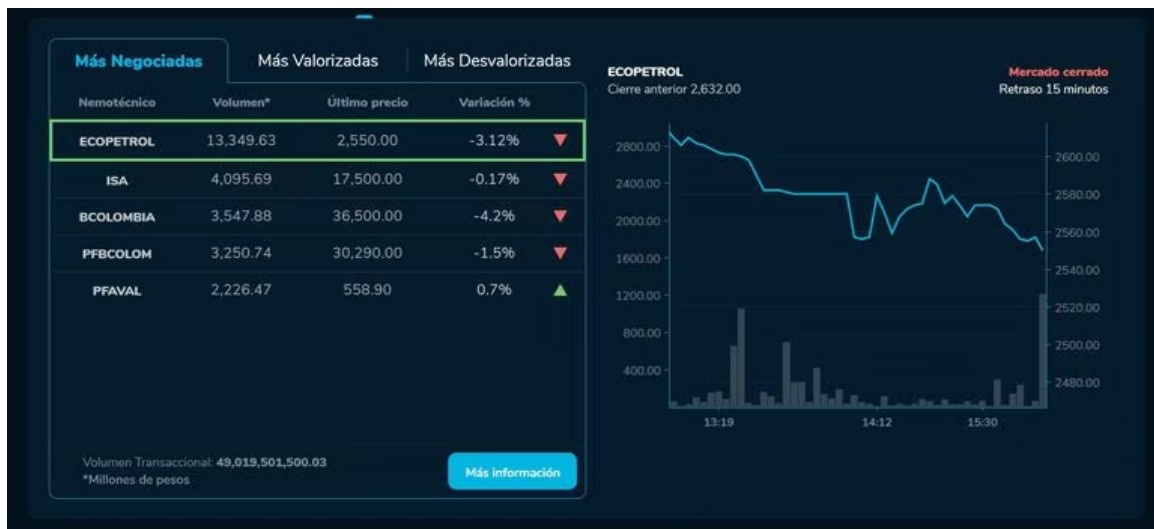 Más Negociadas Más Valorizadas Más Desvalorizadas
Nemotécnico Volumen* Último precio Variación %
ECOPETROL 13,349.63 2,550.00 -3.12% ▼
ISA 4,095.69 17,500.00 -0.17% ▼
BCOLOMBIA 3,547.88 36,500.00 -4.2% ▼
PFBCOLOM 3,250.74 30,290.00 -1.5% ▼
PFAVAL 2,226.47 558.90 0.7% ▲
Volumen Transaccional: 49,019,501,500.03
*Millones de pesos
Más información
ECOPETROL
Cierre anterior 2,632.00
Mercado cerrado
Retraso 15 minutos
2800.00
2400.00
2000.00
1600.00
1200.00
800.00
400.00
2600.00
2580.00
2560.00
2540.00
2520.00
2500.00
2480.00
13:19 14:12 15:30